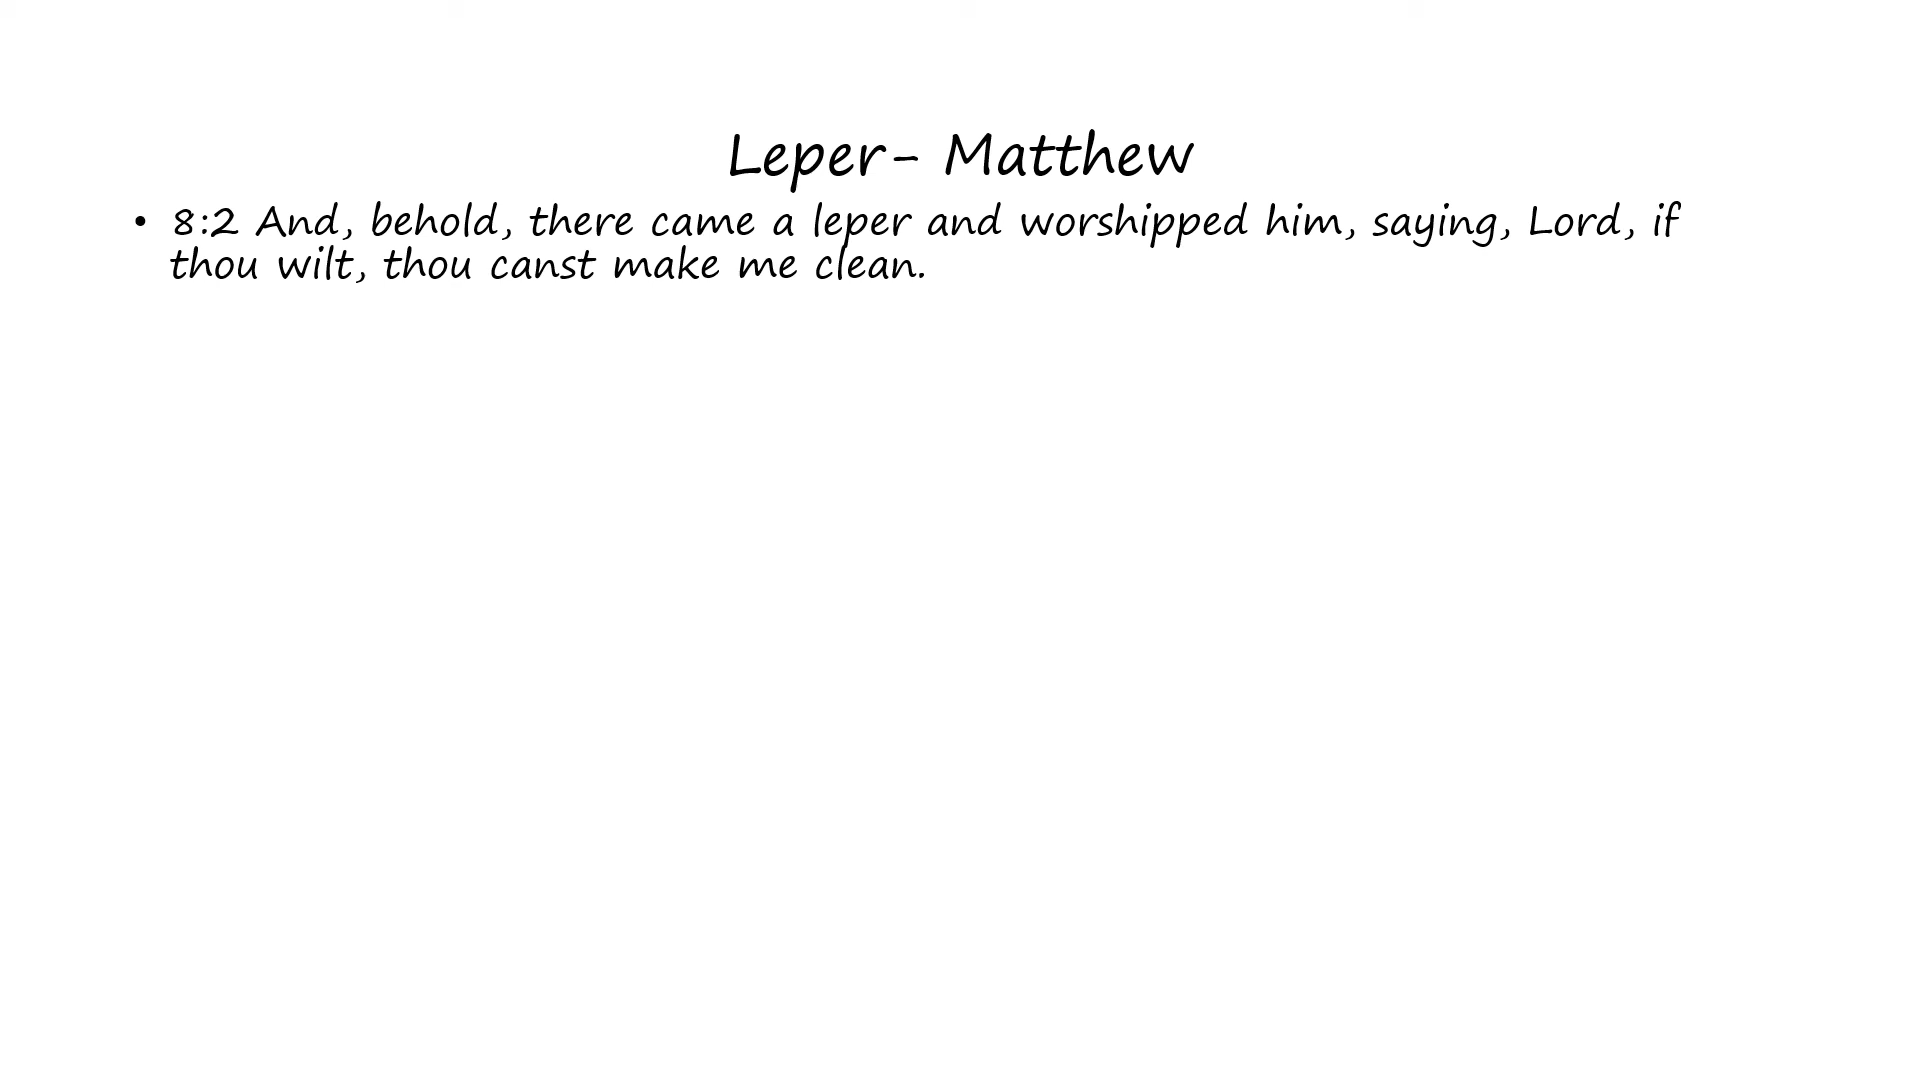 Leper- Matthew
• 8:2 And, behold, there came a leper and worshipped him, saying, Lord, if
thou wilt, thou canst make me clean.